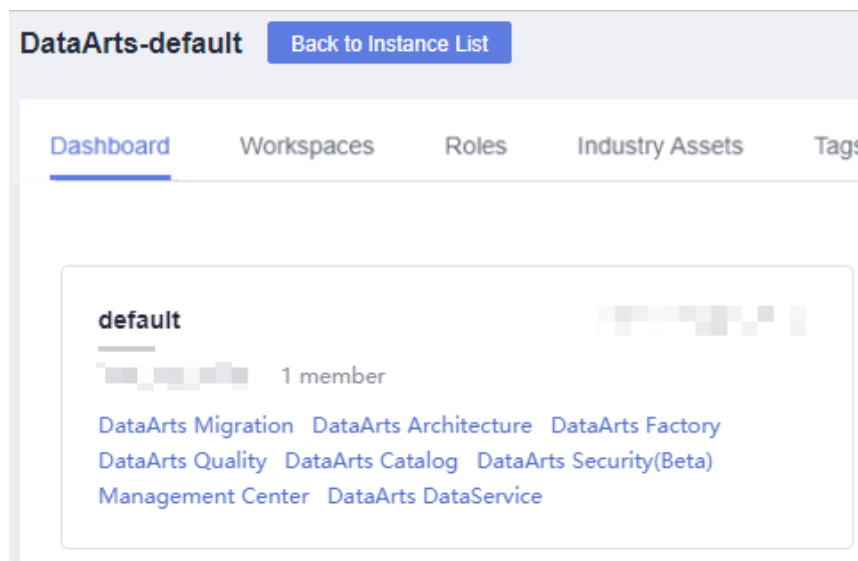 DataArts-default Back to Instance List
Dashboard Workspaces Roles Industry Assets Tags
default
1 member
DataArts Migration DataArts Architecture DataArts Factory
DataArts Quality DataArts Catalog DataArts Security(Beta)
Management Center DataArts DataService